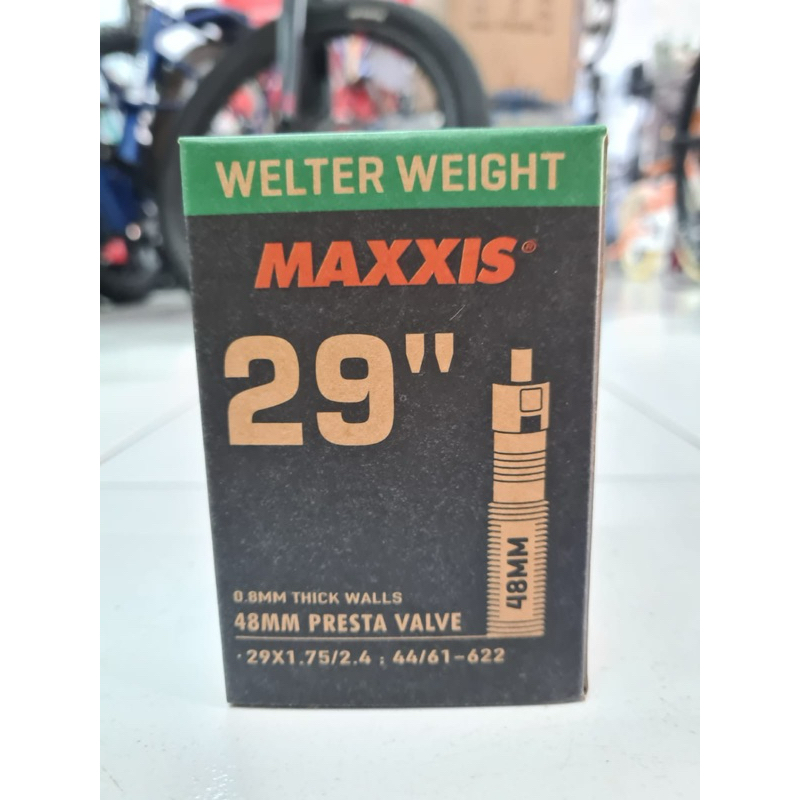 WELTER WEIGHT
MAXXIS®
29"
48MM
0.8MM THICK WALLS
48MM PRESTA VALVE
·29X1.75/2.4 ; 44/61-622